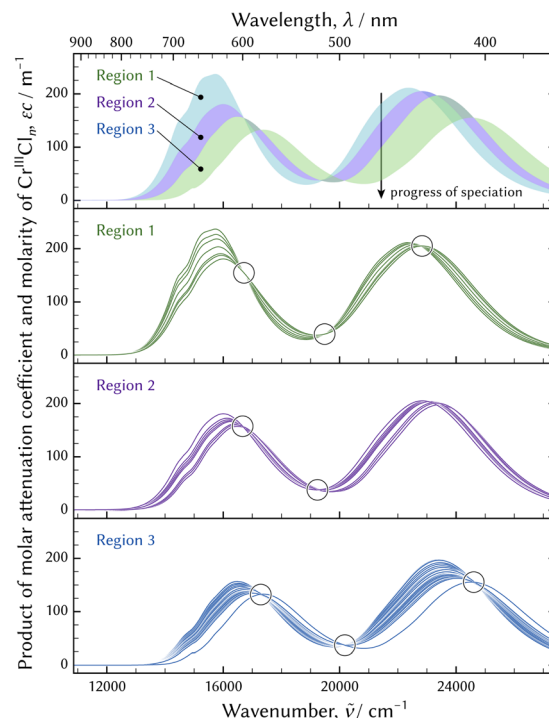 Wavelength, λ / nm
900 800 700 600 500 400
Product of molar attenuation coefficient and molarity of CrᴵᴵᴵCl]ₘ, εc / m⁻¹
Region 1
Region 2
Region 3
200
100
0
progress of speciation
Region 1
200
100
0
Region 2
200
100
0
Region 3
200
100
0
12000 16000 20000 24000
Wavenumber, ν̃ / cm⁻¹